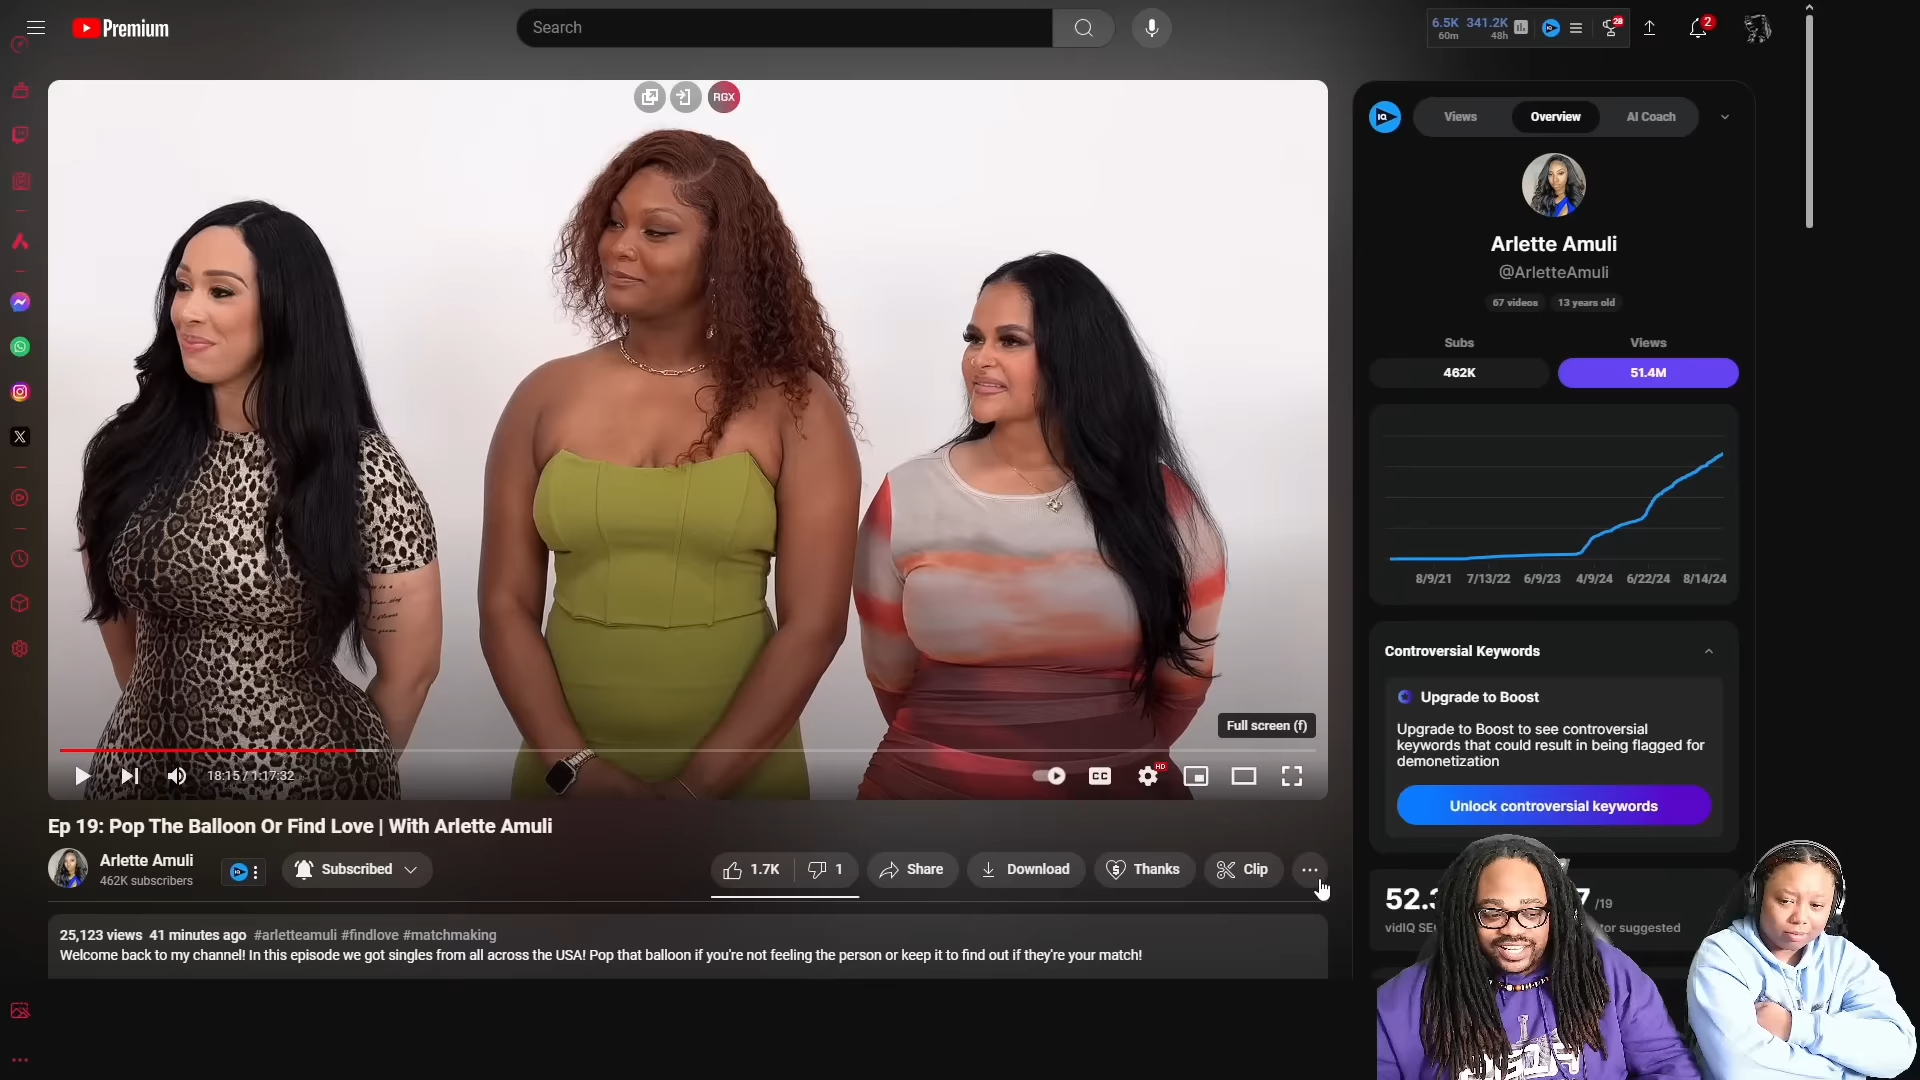 Premium
Search
6.5K 341.2K
60m 48h
28
2
RGX
IQ
Views
Overview
AI Coach
Arlette Amuli
@ArletteAmuli
67 videos
13 years old
Subs
Views
462K
51.4M
8/9/21 7/13/22 6/9/23 4/9/24 6/22/24 8/14/24
Controversial Keywords
Upgrade to Boost
Upgrade to Boost to see controversial
keywords that could result in being flagged for
demonetization
Unlock controversial keywords
Full screen (f)
18:15 / 1:17:32
CC
HD
Ep 19: Pop The Balloon Or Find Love | With Arlette Amuli
Arlette Amuli
462K subscribers
Subscribed
1.7K
1
Share
Download
Thanks
Clip
/19
suggested
25,123 views 41 minutes ago #arletteamuli #findlove #matchmaking
Welcome back to my channel! In this episode we got singles from all across the USA! Pop that balloon if you're not feeling the person or keep it to find out if they're your match!